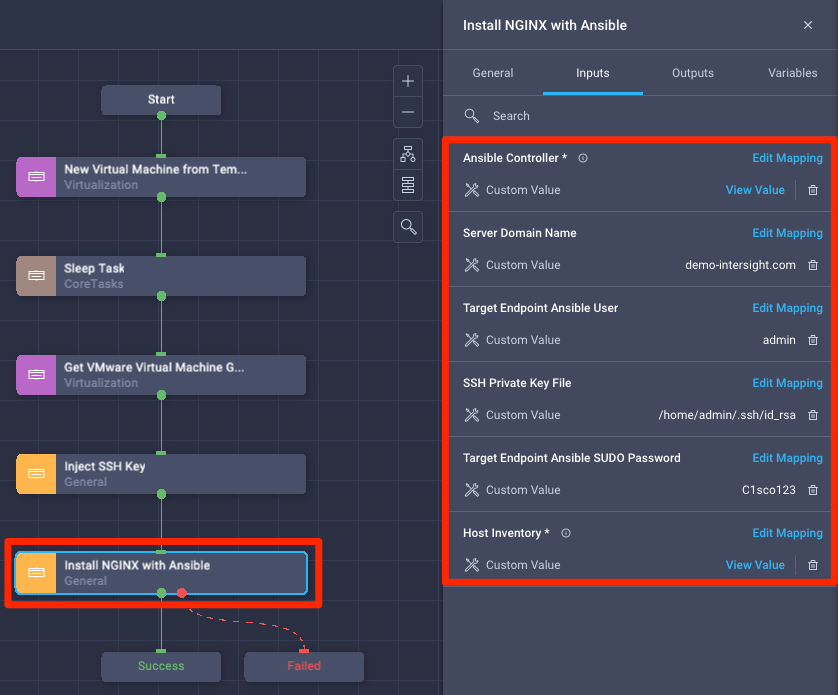 Start
New Virtual Machine from Tem...
Virtualization
Sleep Task
CoreTasks
Get VMware Virtual Machine G...
Virtualization
Inject SSH Key
General
Install NGINX with Ansible
General
Success
Failed
Install NGINX with Ansible
General
Inputs
Outputs
Variables
Search
Ansible Controller * Edit Mapping
Custom Value View Value
Server Domain Name Edit Mapping
Custom Value demo-intersight.com
Target Endpoint Ansible User Edit Mapping
Custom Value admin
SSH Private Key File Edit Mapping
Custom Value /home/admin/.ssh/id_rsa
Target Endpoint Ansible SUDO Password Edit Mapping
Custom Value C1sco123
Host Inventory * Edit Mapping
Custom Value View Value